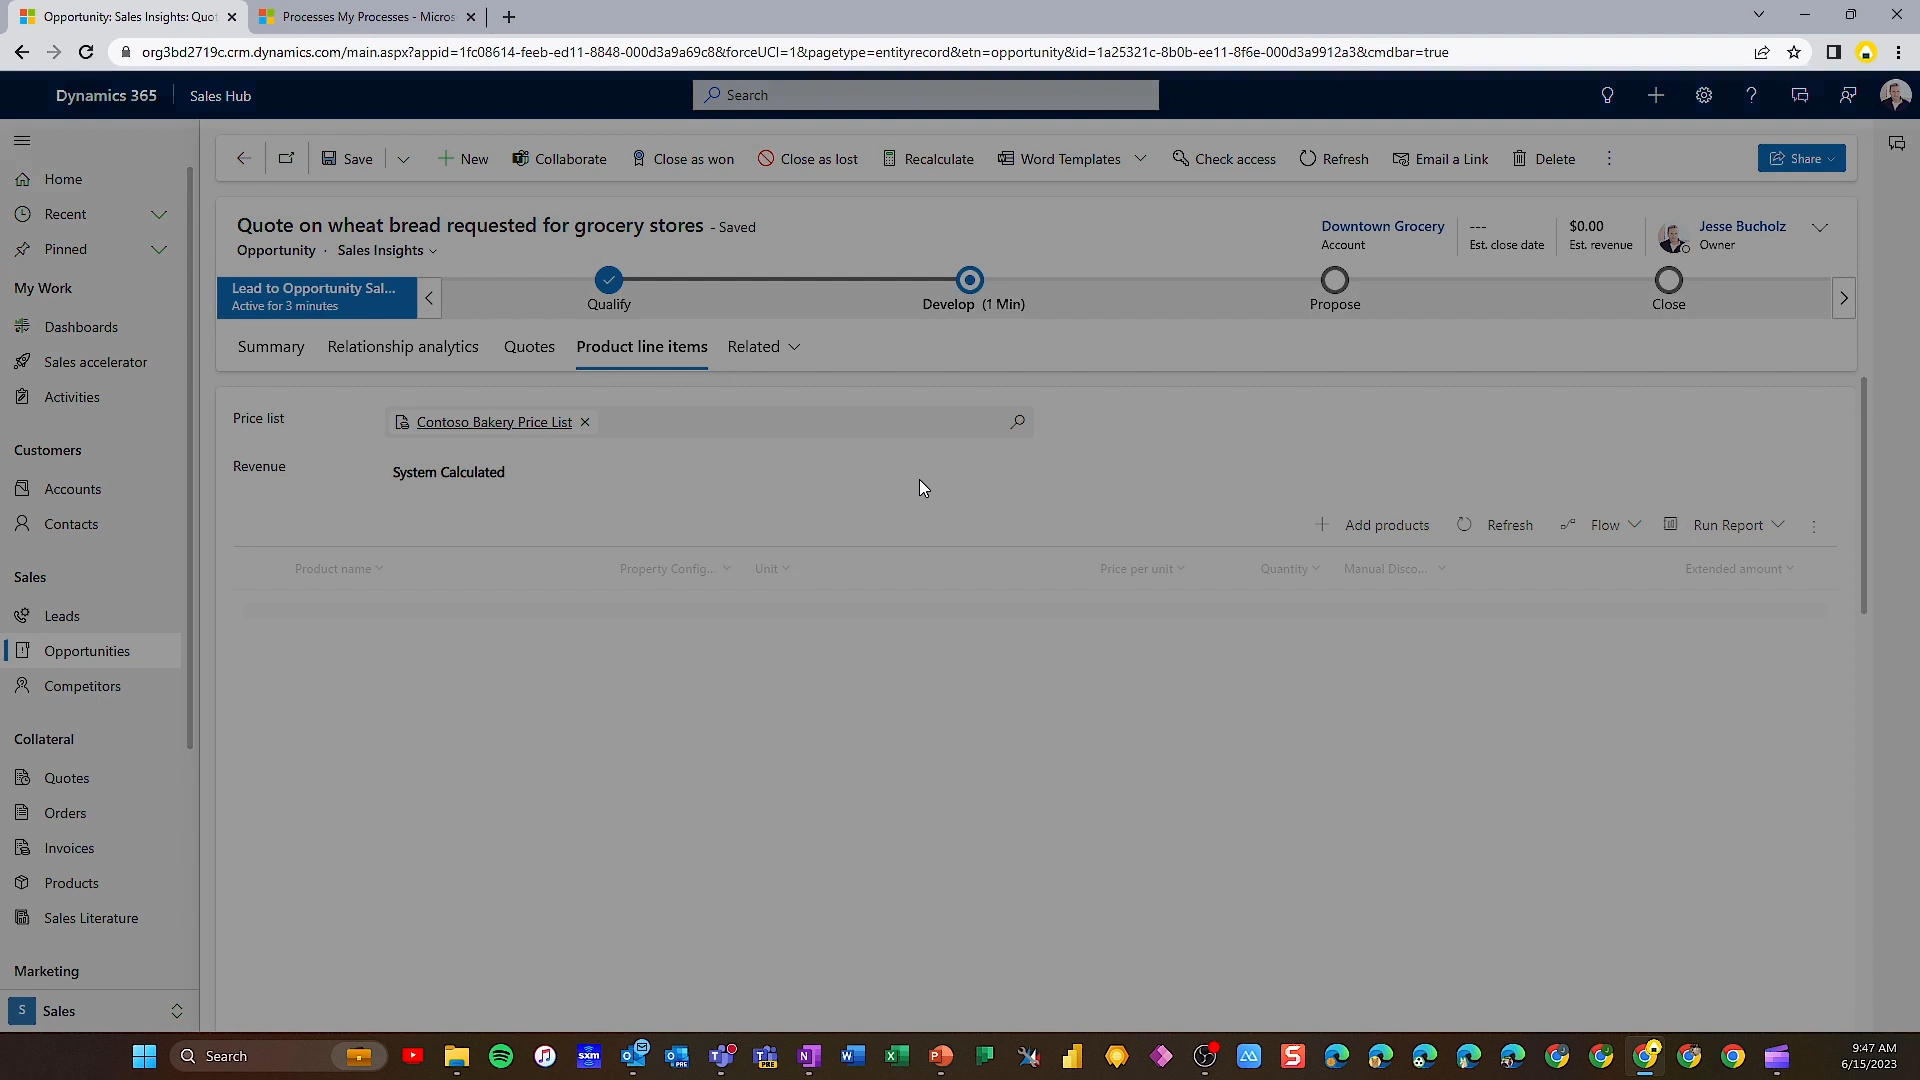 Opportunity: Sales Insights: Quot
Processes My Processes - Micros
org3bd2719c.crm.dynamics.com/main.aspx?appid=1fc08614-feeb-ed11-8848-000d3a9a69c8&forceUCI=1&pagetype=entityrecord&etn=opportunity&id=1a25321c-8b0b-ee11-8f6e-000d3a9912a3&cmdbar=true
Dynamics 365
Sales Hub
Search
Save
New
Collaborate
Close as won
Close as lost
Recalculate
Word Templates
Check access
Refresh
Email a Link
Delete
Share
Home
Recent
Pinned
My Work
Dashboards
Sales accelerator
Activities
Customers
Accounts
Contacts
Sales
Leads
Opportunities
Competitors
Collateral
Quotes
Orders
Invoices
Products
Sales Literature
Marketing
S Sales
Quote on wheat bread requested for grocery stores - Saved
Opportunity · Sales Insights
Downtown Grocery
Account
---
Est. close date
$0.00
Est. revenue
Jesse Bucholz
Owner
Lead to Opportunity Sal...
Active for 3 minutes
Qualify
Develop (1 Min)
Propose
Close
Summary
Relationship analytics
Quotes
Product line items
Related
Price list
Contoso Bakery Price List
Revenue
System Calculated
Add products
Refresh
Flow
Run Report
Product name
Property Config...
Unit
Price per unit
Quantity
Manual Disco...
Extended amount
Search
sxm
PRE
PRE
9:47 AM
6/15/2023